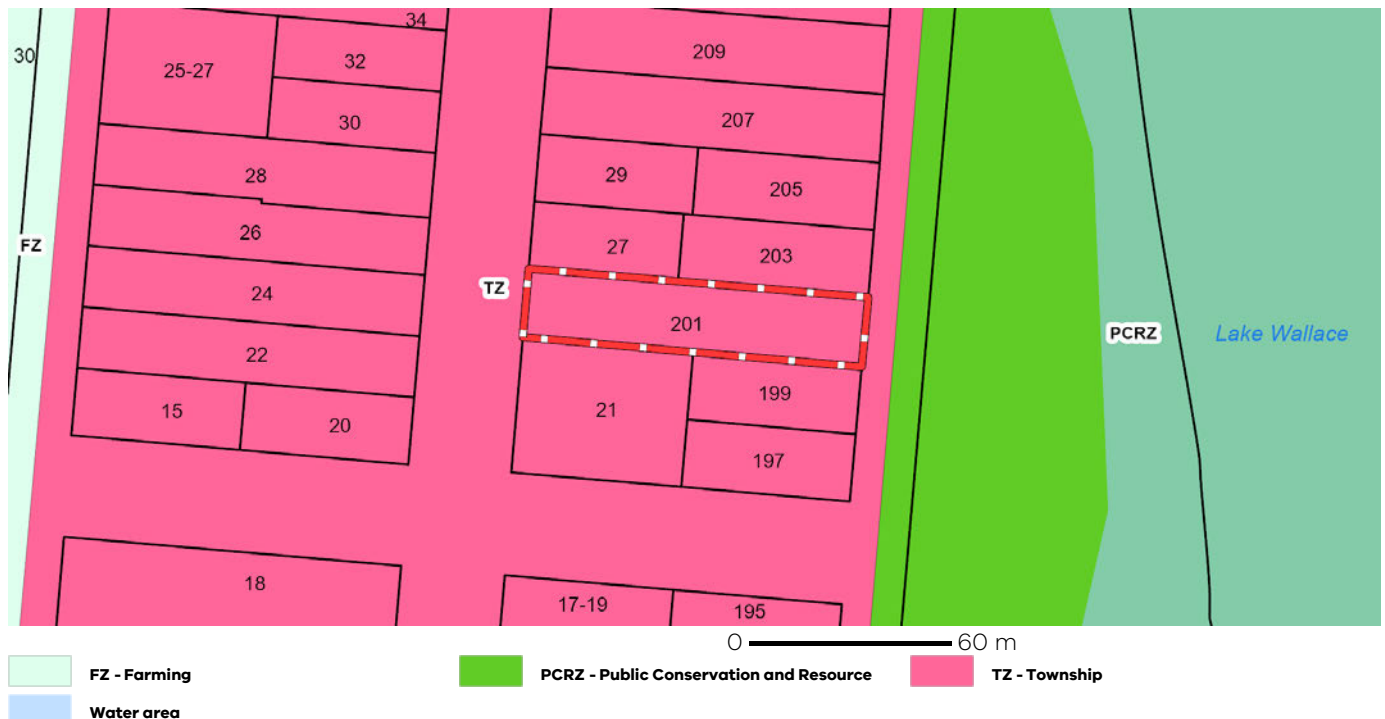 34
30
209
32
25-27
207
30
28
29
205
26
27
203
FZ
TZ
24
201
PCRZ
Lake Wallace
22
199
15
21
20
197
18
17-19
195
0 60 m
FZ - Farming
PCRZ - Public Conservation and Resource
TZ - Township
Water area